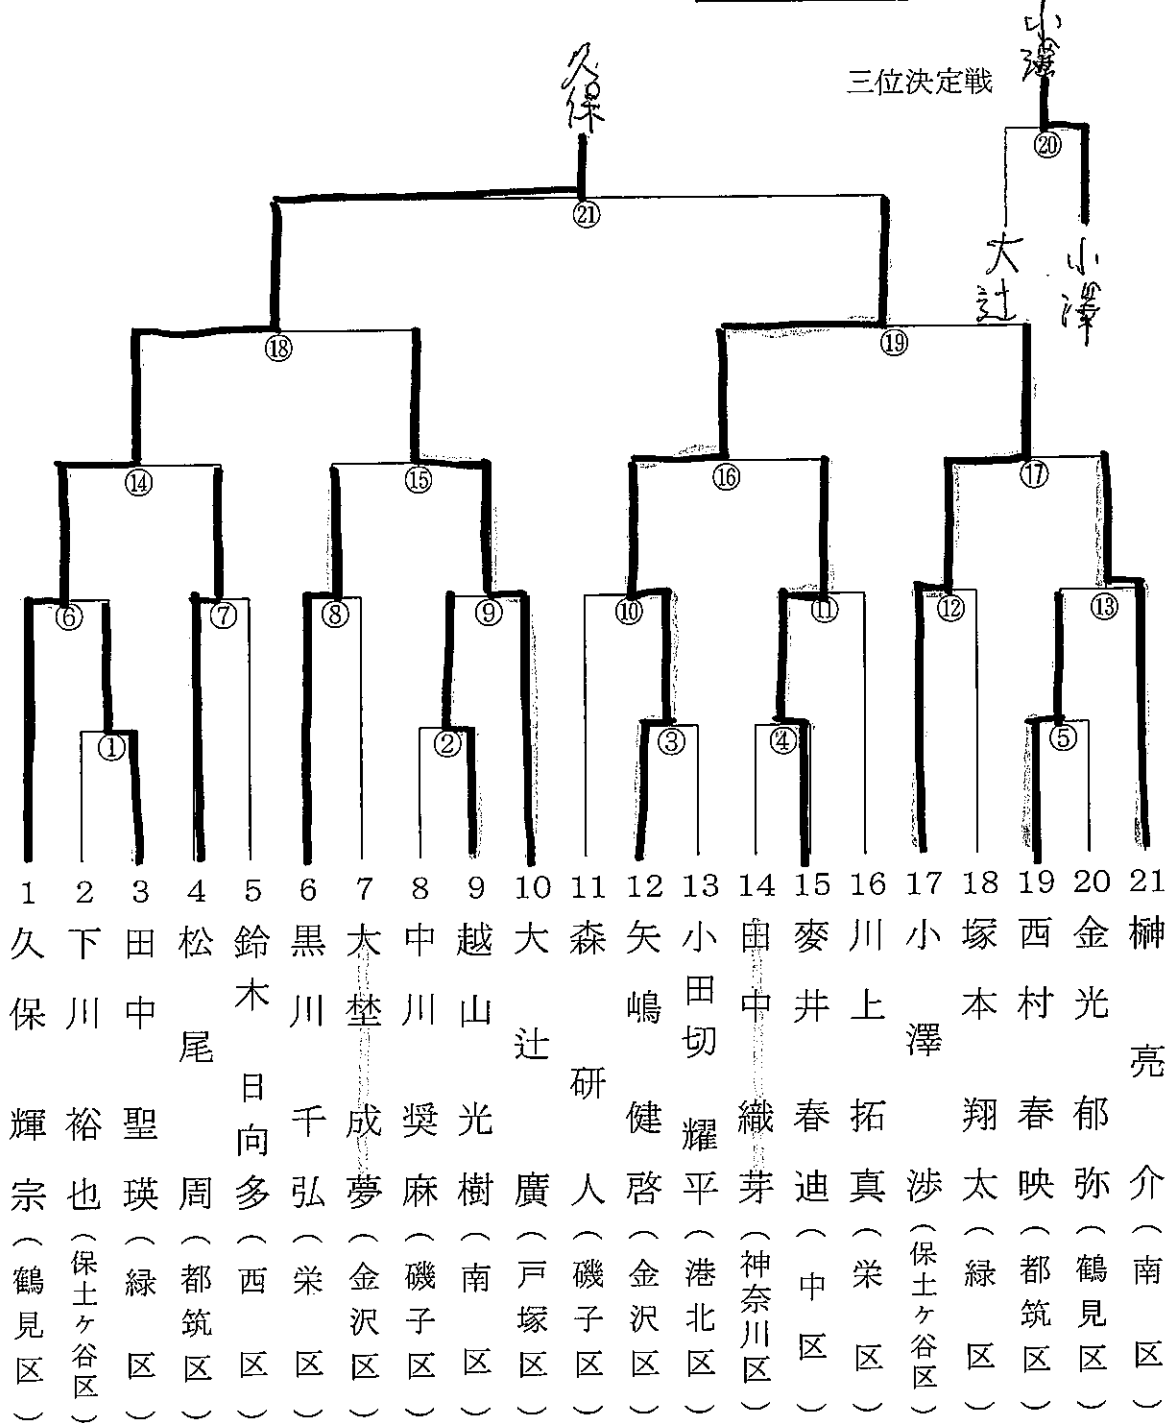 久保
小澤
三位決定戦
⑳
㉑
大辻
小澤
⑱
⑲
⑭
⑮
⑯
⑰
⑥
⑦
⑧
⑨
⑩
⑪
⑫
⑬
①
②
③
④
⑤
1 久保 輝宗 (鶴見区)
2 下川 裕也 (保土ケ谷区)
3 田中 聖瑛 (緑区)
4 松尾 周 (都筑区)
5 鈴木 日向多 (西区)
6 黒川 千弘 (栄区)
7 太埜 成夢 (金沢区)
8 中川 奨麻 (磯子区)
9 越山 光樹 (南区)
10 大辻 廣 (戸塚区)
11 森 研人 (磯子区)
12 矢嶋 健啓 (金沢区)
13 小田切 耀平 (港北区)
14 田中 織芽 (神奈川区)
15 麥井 春迪 (中区)
16 川上 拓真 (栄区)
17 小澤 渉 (保土ケ谷区)
18 塚本 翔太 (緑区)
19 西村 春映 (都筑区)
20 金光 郁弥 (鶴見区)
21 榊 亮介 (南区)